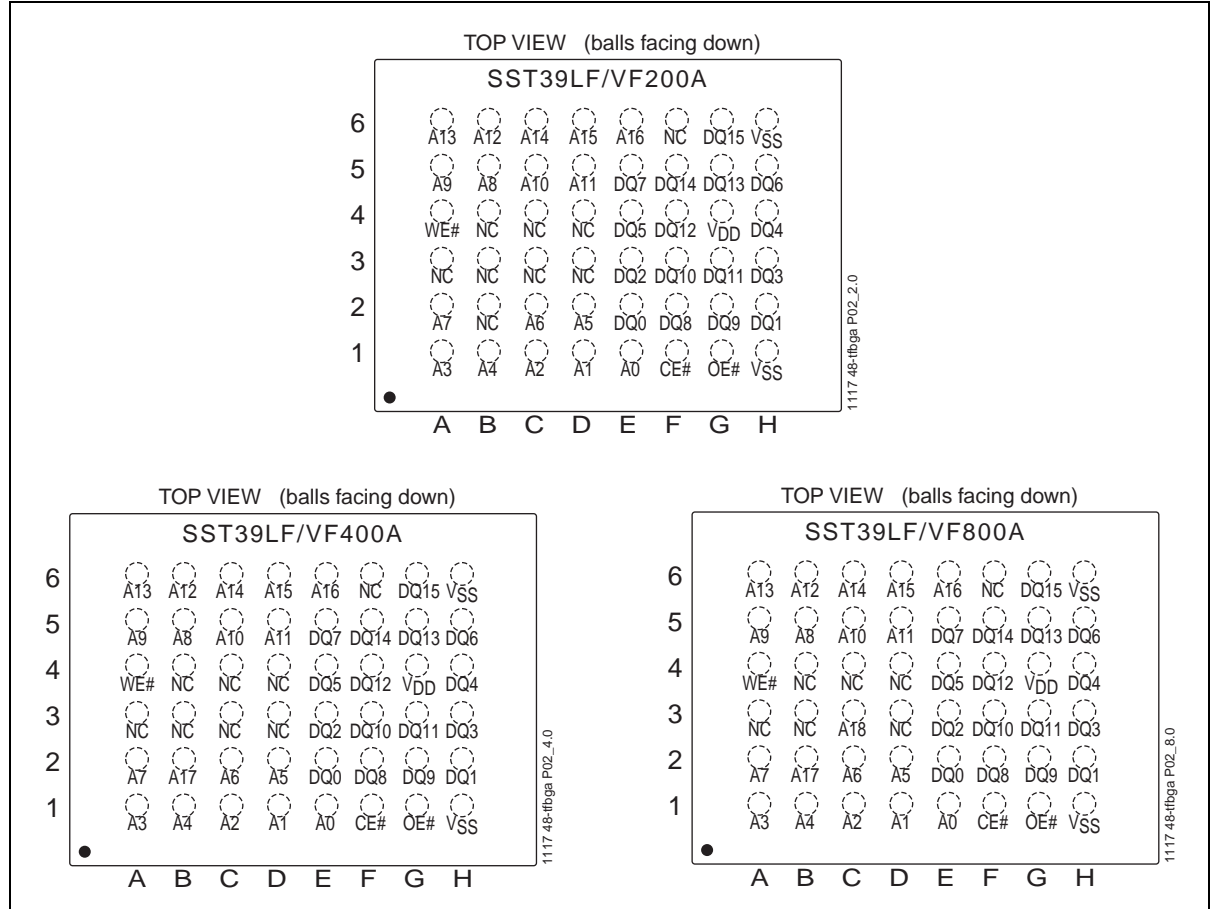 TOP VIEW (balls facing down)
SST39LF/VF200A
6 A13 A12 A14 A15 A16 NC DQ15 VSS
5 A9 A8 A10 A11 DQ7 DQ14 DQ13 DQ6
4 WE# NC NC NC DQ5 DQ12 VDD DQ4
3 NC NC NC NC DQ2 DQ10 DQ11 DQ3
2 A7 NC A6 A5 DQ0 DQ8 DQ9 DQ1
1 A3 A4 A2 A1 A0 CE# OE# VSS
A B C D E F G H
1117 48-tfbga P02_2.0
TOP VIEW (balls facing down)
SST39LF/VF400A
6 A13 A12 A14 A15 A16 NC DQ15 VSS
5 A9 A8 A10 A11 DQ7 DQ14 DQ13 DQ6
4 WE# NC NC NC DQ5 DQ12 VDD DQ4
3 NC NC NC NC DQ2 DQ10 DQ11 DQ3
2 A7 A17 A6 A5 DQ0 DQ8 DQ9 DQ1
1 A3 A4 A2 A1 A0 CE# OE# VSS
A B C D E F G H
1117 48-tfbga P02_4.0
TOP VIEW (balls facing down)
SST39LF/VF800A
6 A13 A12 A14 A15 A16 NC DQ15 VSS
5 A9 A8 A10 A11 DQ7 DQ14 DQ13 DQ6
4 WE# NC NC NC DQ5 DQ12 VDD DQ4
3 NC NC A18 NC DQ2 DQ10 DQ11 DQ3
2 A7 A17 A6 A5 DQ0 DQ8 DQ9 DQ1
1 A3 A4 A2 A1 A0 CE# OE# VSS
A B C D E F G H
1117 48-tfbga P02_8.0